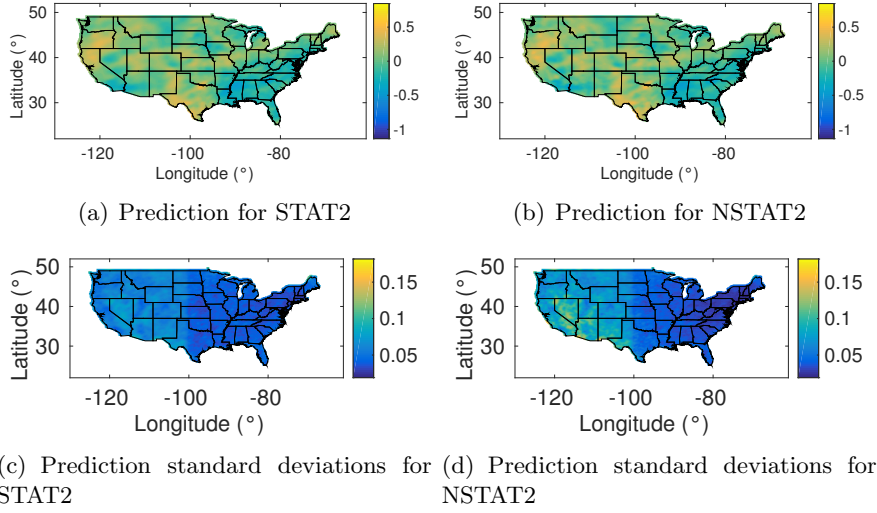 50
40
30
Latitude (°)
-120 -100 -80
Longitude (°)
0.5
0
-0.5
-1
(a) Prediction for STAT2
50
40
30
Latitude (°)
-120 -100 -80
Longitude (°)
0.5
0
-0.5
-1
(b) Prediction for NSTAT2
50
40
30
Latitude (°)
-120 -100 -80
Longitude (°)
0.15
0.1
0.05
(c) Prediction standard deviations for
STAT2
50
40
30
Latitude (°)
-120 -100 -80
Longitude (°)
0.15
0.1
0.05
(d) Prediction standard deviations for
NSTAT2